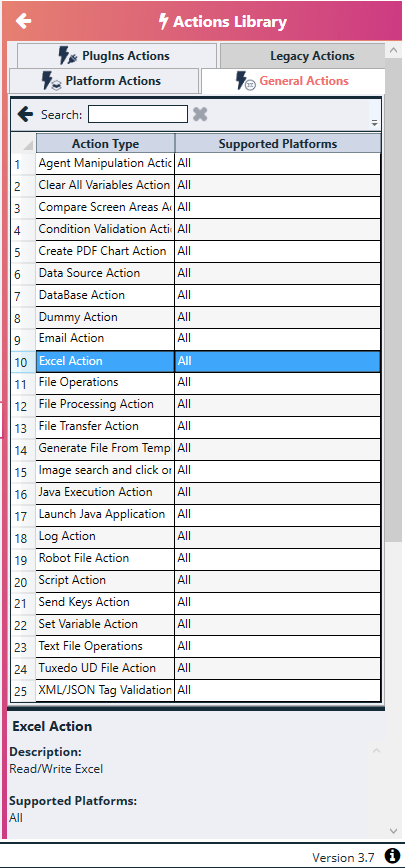 Actions Library
PlugIns Actions Legacy Actions
Platform Actions General Actions
Search:
Action Type Supported Platforms
1 Agent Manipulation Actic All
2 Clear All Variables Action All
3 Compare Screen Areas A All
4 Condition Validation Acti All
5 Create PDF Chart Action All
6 Data Source Action All
7 DataBase Action All
8 Dummy Action All
9 Email Action All
10 Excel Action All
11 File Operations All
12 File Processing Action All
13 File Transfer Action All
14 Generate File From Temp All
15 Image search and click or All
16 Java Execution Action All
17 Launch Java Application All
18 Log Action All
19 Robot File Action All
20 Script Action All
21 Send Keys Action All
22 Set Variable Action All
23 Text File Operations All
24 Tuxedo UD File Action All
25 XML/JSON Tag Validation All
Excel Action
Description:
Read/Write Excel
Supported Platforms:
All
Version 3.7